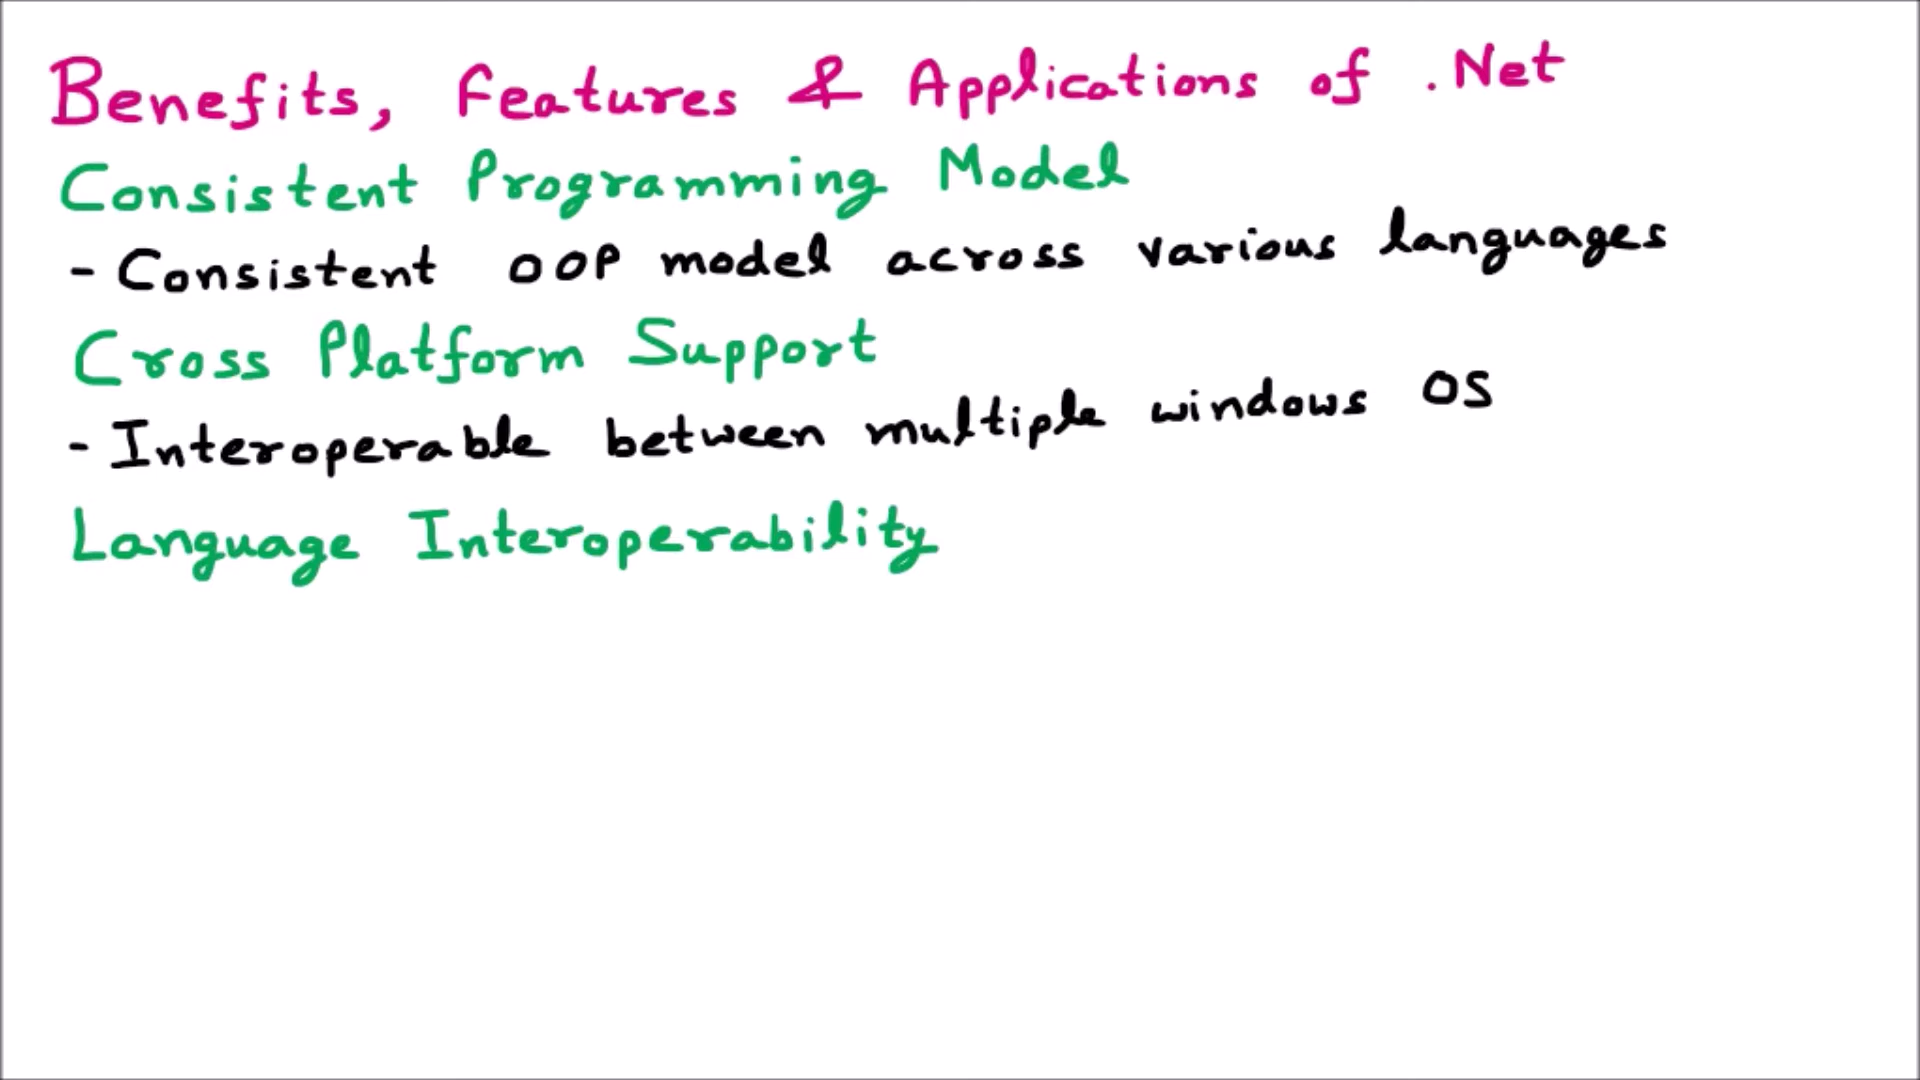 Benefits, Features & Applications of .Net
Consistent Programming Model
- Consistent OOP model across various languages
Cross Platform Support
- Interoperable between multiple windows OS
Language Interoperability